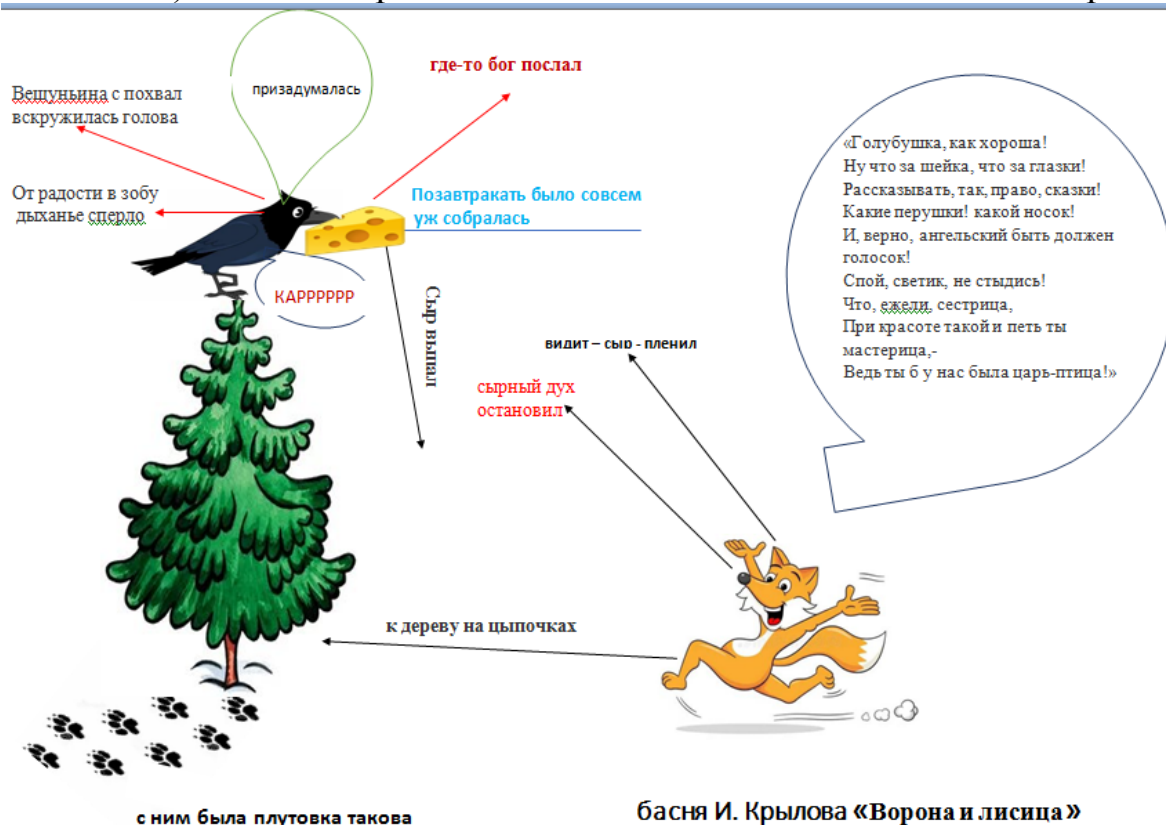 призадумалась
где-то бог послал
Вещуньина с похвал
вскружилась голова
От радости в зобу
дыханье сперло
Позавтракать было совсем
уж собралась
КАРРРРРР
Сыр выпал
«Голубушка, как хороша!
Ну что за шейка, что за глазки!
Рассказывать, так, право, сказки!
Какие перушки! какой носок!
И, верно, ангельский быть должен
голосок!
Спой, светик, не стыдись!
Что, ежели, сестрица,
При красоте такой и петь ты
мастерица,-
Ведь ты б у нас была царь-птица!»
видит – сыр - пленил
сырный дух
остановил
к дереву на цыпочках
с ним была плутовка такова
басня И. Крылова «Ворона и лисица»